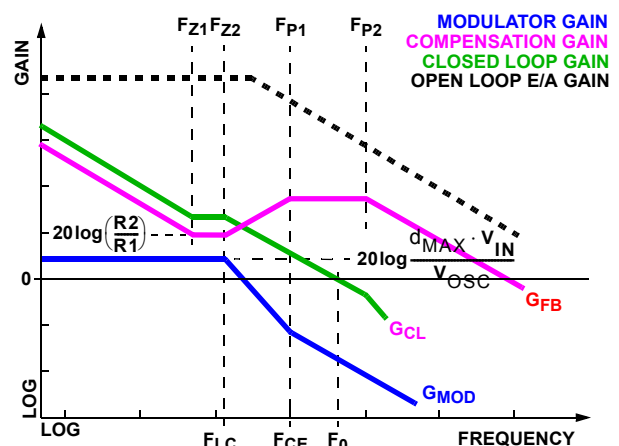 MODULATOR GAIN
COMPENSATION GAIN
CLOSED LOOP GAIN
OPEN LOOP E/A GAIN
FZ1 FZ2 FP1 FP2
GAIN
20log(R2/R1)
20log dMAX · VIN / VOSC
0
GFB
GCL
GMOD
LOG
LOG
FLC FCE F0 FREQUENCY